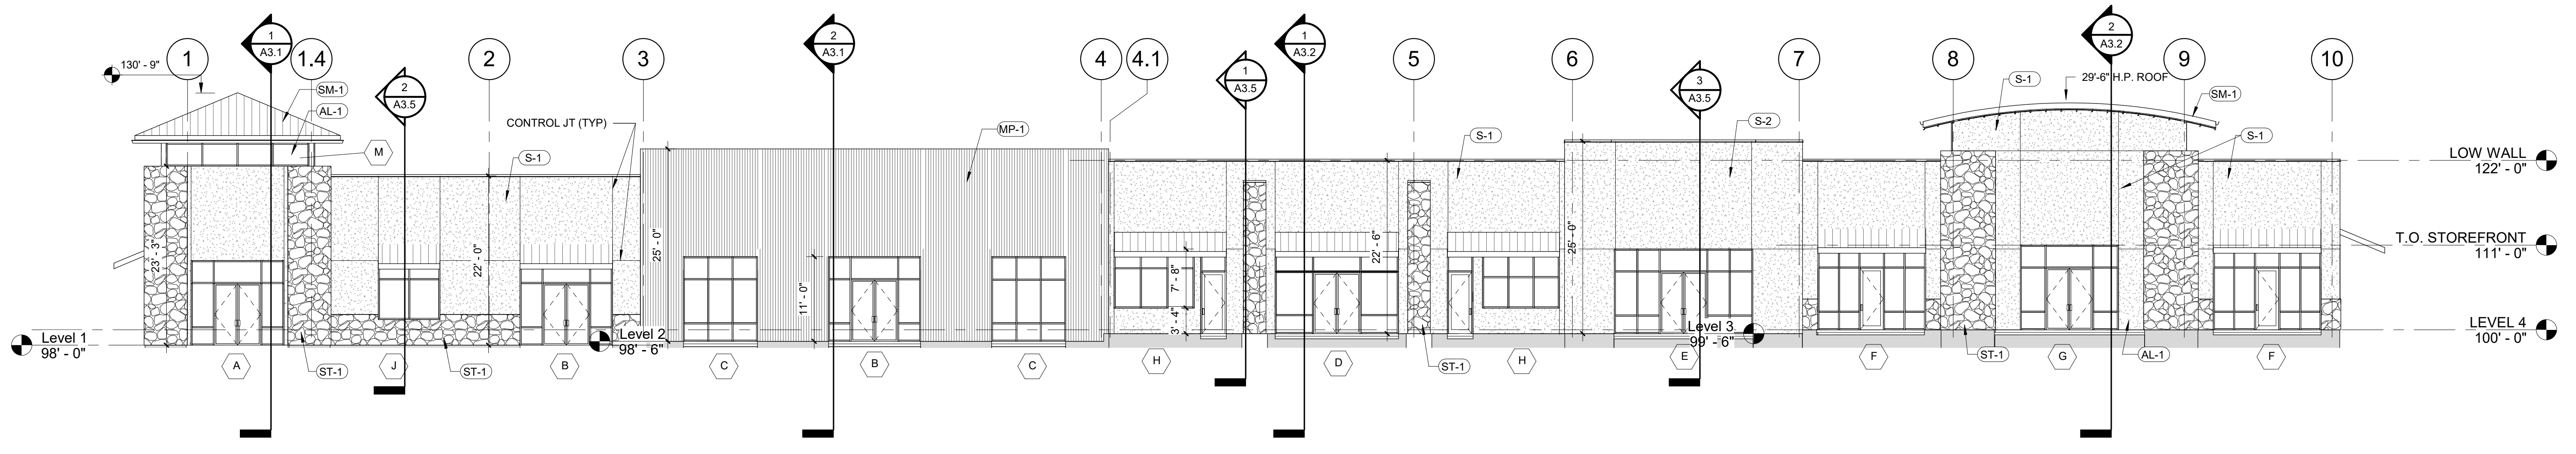 1
A3.1
2
A3.1
1
A3.2
2
A3.2
1
1.4
2
3
4
4.1
5
6
7
8
9
10
130' - 9"
SM-1
AL-1
2
A3.5
1
A3.5
3
A3.5
S-1
29'-6" H.P. ROOF
SM-1
CONTROL JT (TYP)
MP-1
S-1
S-2
S-1
M
S-1
LOW WALL
122' - 0"
T.O. STOREFRONT
111' - 0"
23' - 3"
22' - 0"
25' - 0"
11' - 0"
7' - 8"
3' - 4"
22' - 6"
25' - 0"
Level 1
98' - 0"
Level 2
98' - 6"
Level 3
99' - 6"
LEVEL 4
100' - 0"
A
ST-1
J
ST-1
B
C
B
C
H
D
ST-1
H
E
F
ST-1
G
AL-1
F